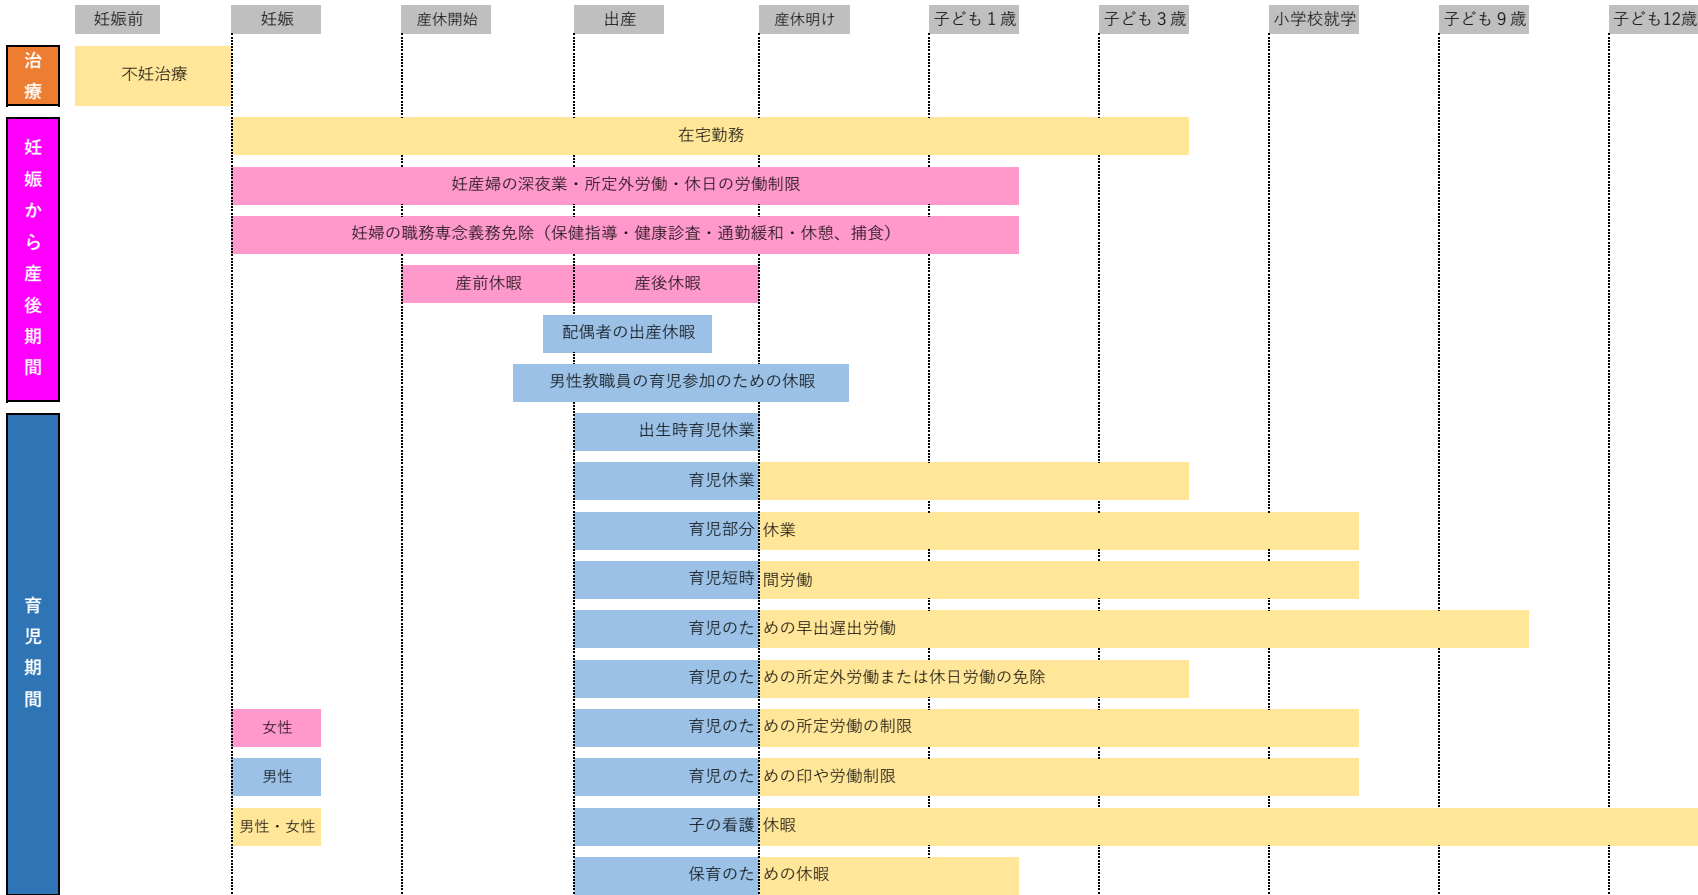 妊娠前
妊娠
産休開始
出産
産休明け
子ども１歳
子ども３歳
小学校就学
子ども９歳
子ども12歳
治療
不妊治療
妊娠から産後期間
在宅勤務
妊産婦の深夜業・所定外労働・休日の労働制限
妊婦の職務専念義務免除（保健指導・健康診査・通勤緩和・休憩、捕食）
産前休暇
産後休暇
配偶者の出産休暇
男性教職員の育児参加のための休暇
育児期間
出生時育児休業
育児休業
育児部分休業
育児短時間労働
育児のための早出遅出労働
育児のための所定外労働または休日労働の免除
女性
育児のための所定労働の制限
男性
育児のための印や労働制限
男性・女性
子の看護休暇
保育のための休暇